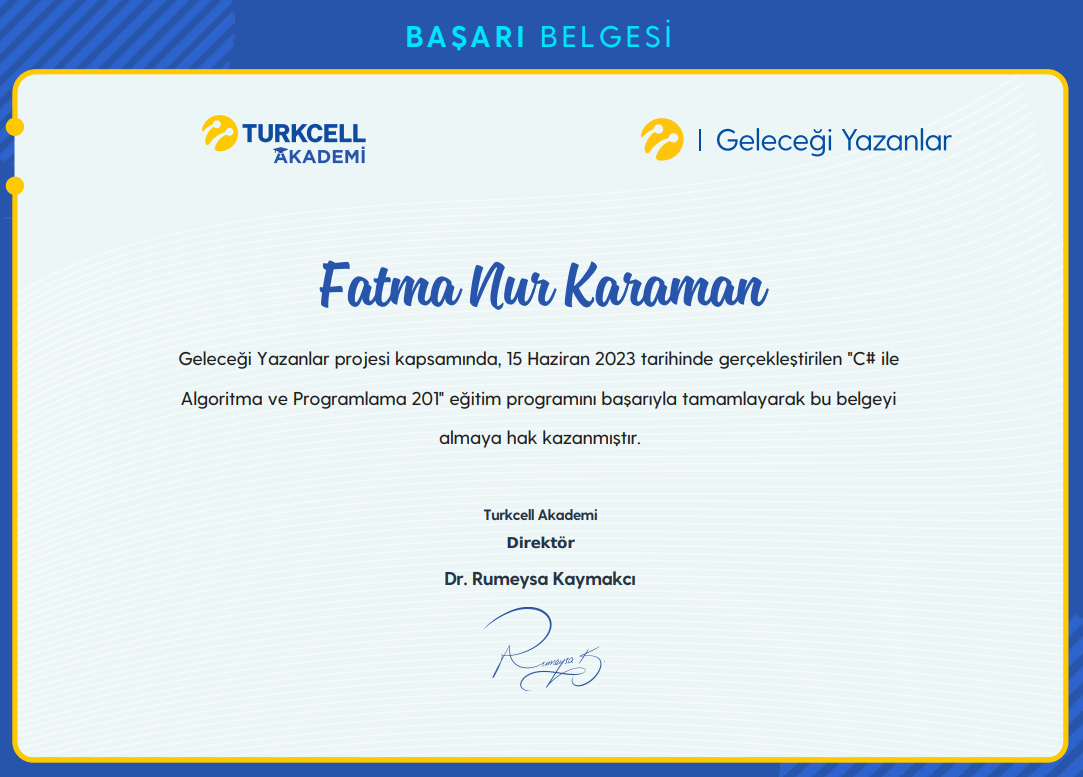 BAŞARI BELGESİ
TURKCELL
AKADEMİ
| Geleceği Yazanlar
Fatma Nur Karaman
Geleceği Yazanlar projesi kapsamında, 15 Haziran 2023 tarihinde gerçekleştirilen "C# ile
Algoritma ve Programlama 201" eğitim programını başarıyla tamamlayarak bu belgeyi
almaya hak kazanmıştır.
Turkcell Akademi
Direktör
Dr. Rumeysa Kaymakcı
Rumeysa K.